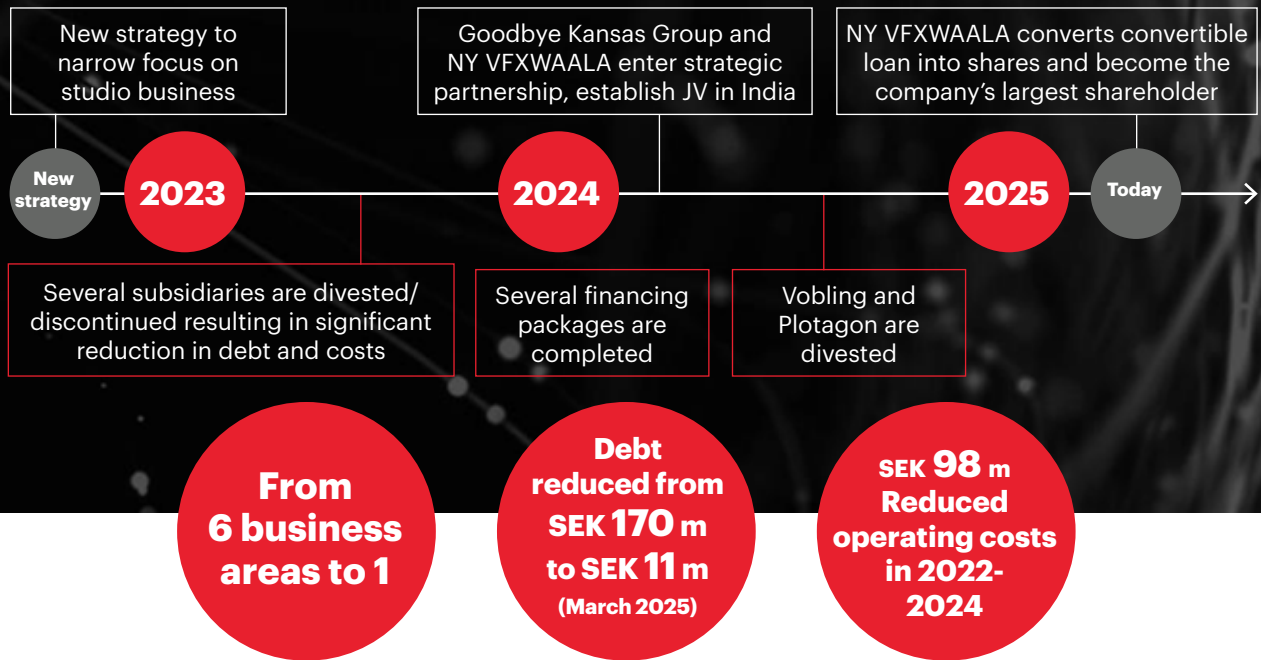 New strategy to
narrow focus on
studio business
Goodbye Kansas Group and
NY VFXWAALA enter strategic
partnership, establish JV in India
NY VFXWAALA converts convertible
loan into shares and become the
company’s largest shareholder
New
strategy
2023
2024
2025
Today
Several subsidiaries are divested/
discontinued resulting in significant
reduction in debt and costs
Several financing
packages are
completed
Vobling and
Plotagon are
divested
From
6 business
areas to 1
Debt
reduced from
SEK 170 m
to SEK 11 m
(March 2025)
SEK 98 m
Reduced
operating costs
in 2022-
2024